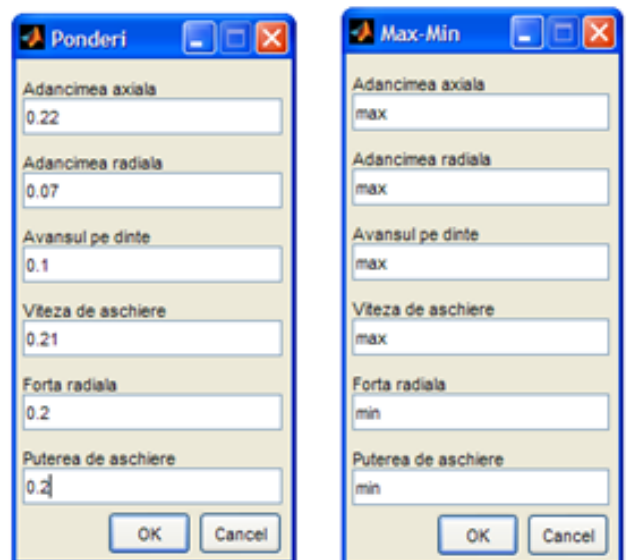 Ponderi
Adancimea axiala
0.22
Adancimea radiala
0.07
Avansul pe dinte
0.1
Viteza de aschiere
0.21
Forta radiala
0.2
Puterea de aschiere
0.2
OK Cancel
Max-Min
Adancimea axiala
max
Adancimea radiala
max
Avansul pe dinte
max
Viteza de aschiere
max
Forta radiala
min
Puterea de aschiere
min
OK Cancel